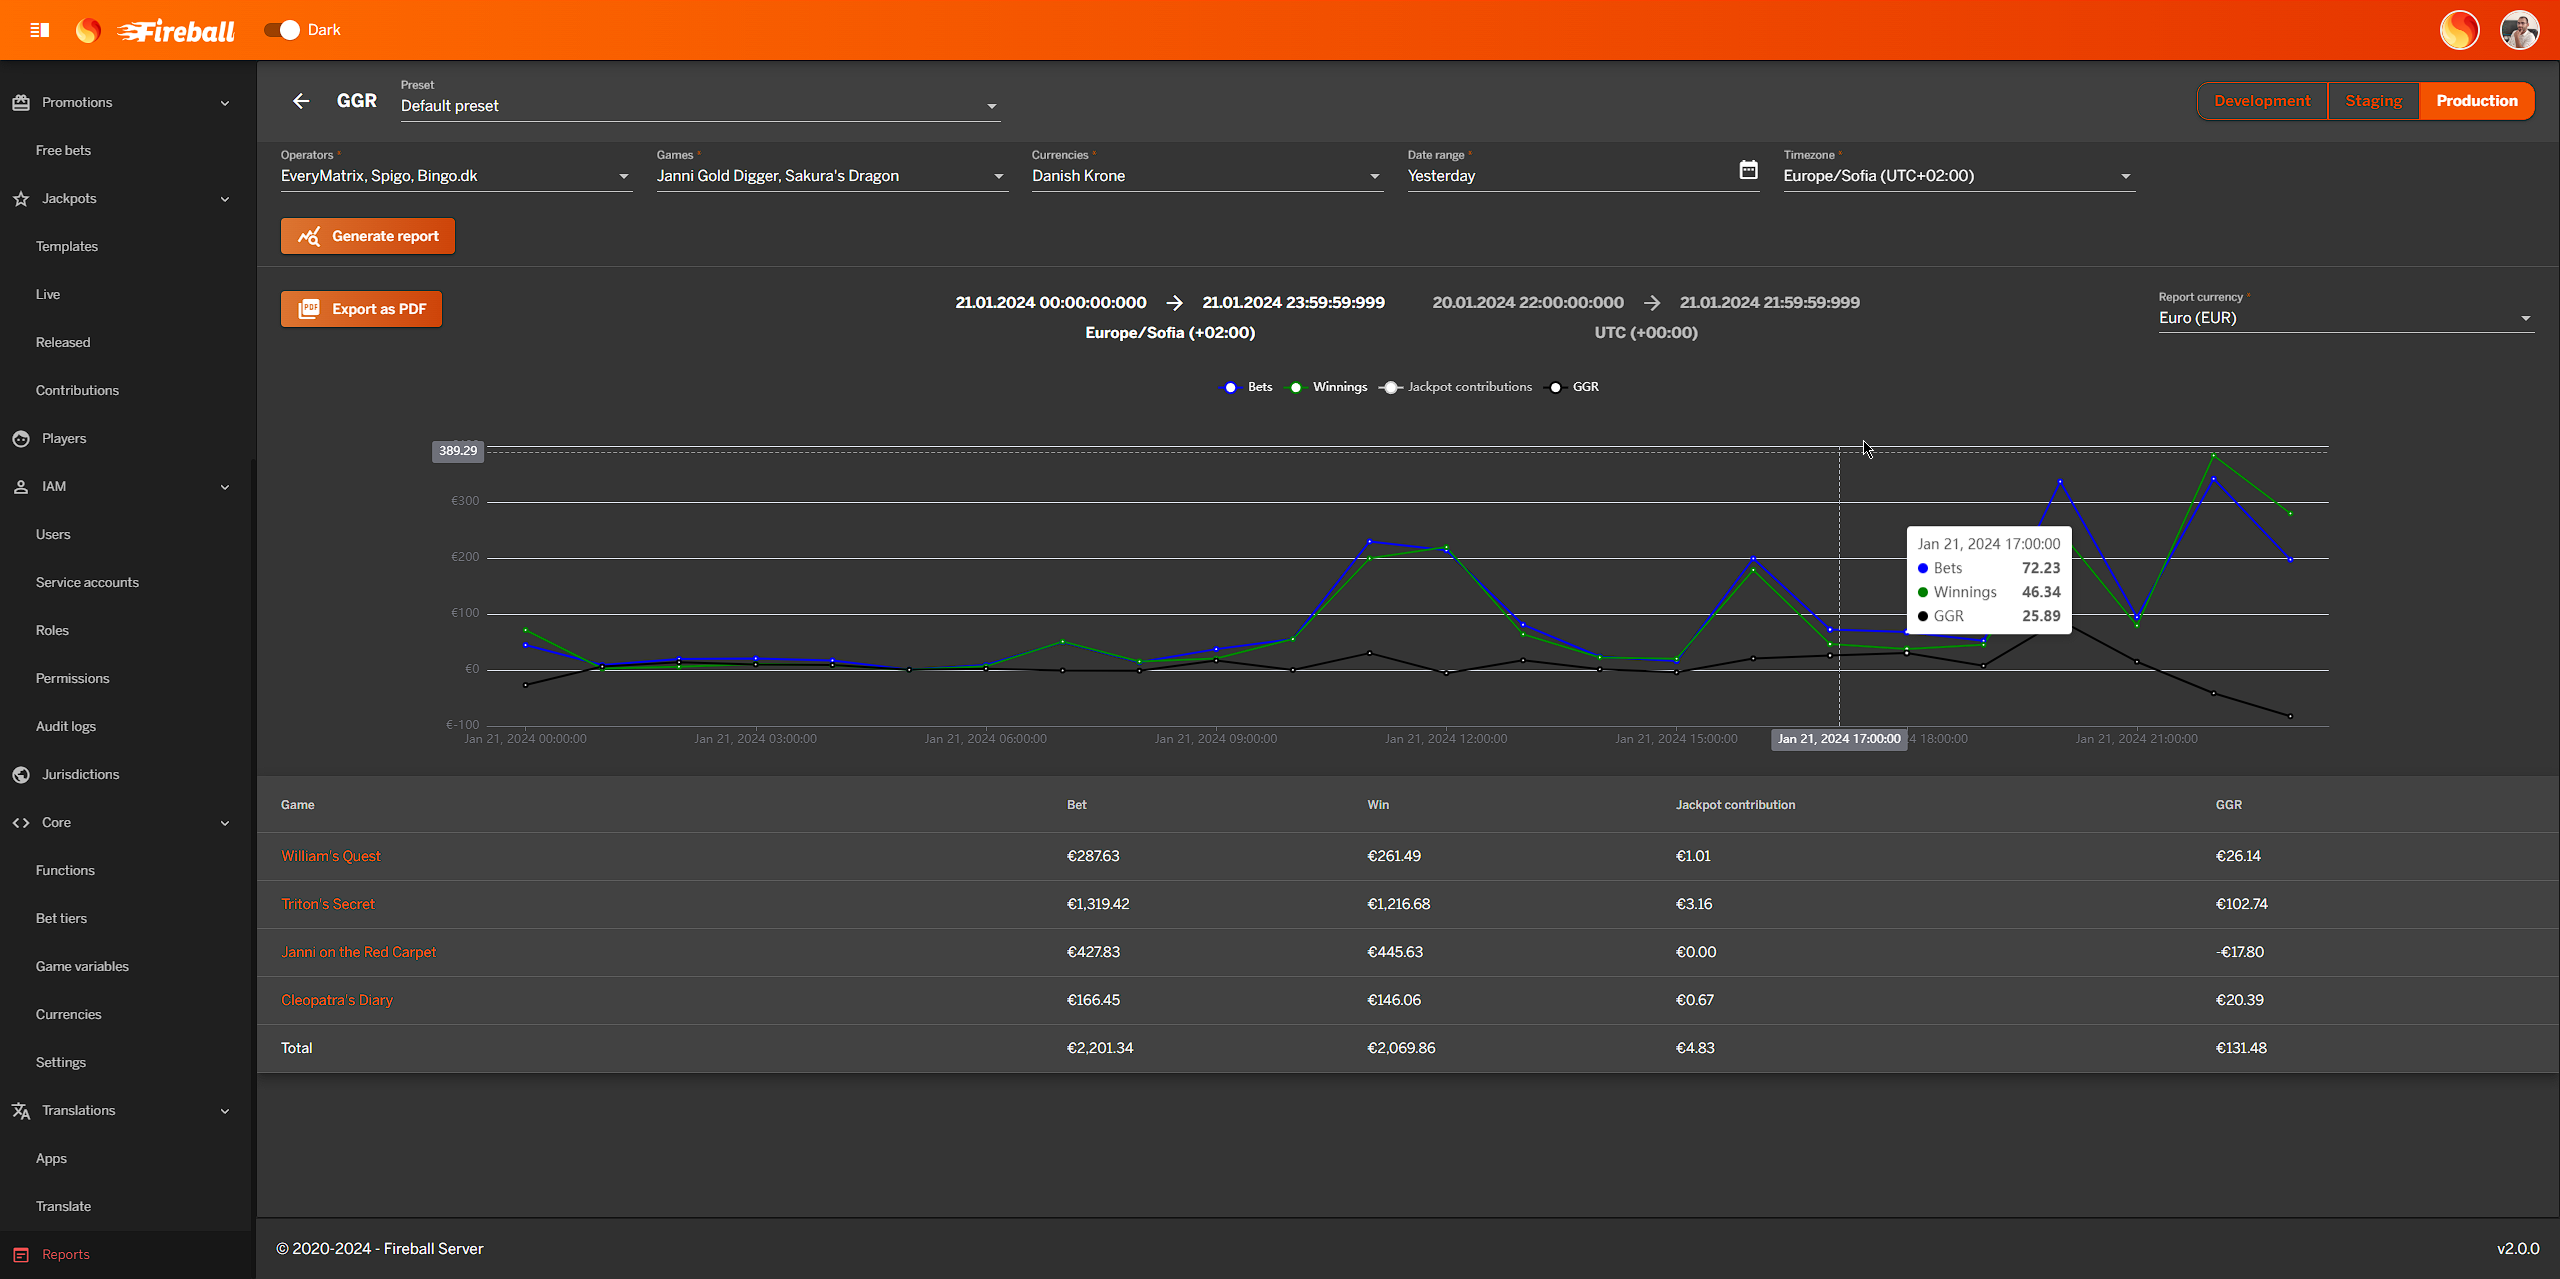 Fireball
Dark
Promotions
Free bets
Jackpots
Templates
Live
Released
Contributions
Players
IAM
Users
Service accounts
Roles
Permissions
Audit logs
Jurisdictions
Core
Functions
Bet tiers
Game variables
Currencies
Settings
Translations
Apps
Translate
Reports
GGR
Preset
Default preset
Development
Staging
Production
Operators *
EveryMatrix, Spigo, Bingo.dk
Games *
Janni Gold Digger, Sakura's Dragon
Currencies *
Danish Krone
Date range *
Yesterday
Timezone *
Europe/Sofia (UTC+02:00)
Generate report
PDF Export as PDF
21.01.2024 00:00:00:000 → 21.01.2024 23:59:59:999
Europe/Sofia (+02:00)
20.01.2024 22:00:00:000 → 21.01.2024 21:59:59:999
UTC (+00:00)
Report currency *
Euro (EUR)
Bets Winnings Jackpot contributions GGR
389.29
€300
€200
€100
€0
€-100
Jan 21, 2024 17:00:00
Bets 72.23
Winnings 46.34
GGR 25.89
Jan 21, 2024 00:00:00 Jan 21, 2024 03:00:00 Jan 21, 2024 06:00:00 Jan 21, 2024 09:00:00 Jan 21, 2024 12:00:00 Jan 21, 2024 15:00:00 Jan 21, 2024 17:00:00 4 18:00:00 Jan 21, 2024 21:00:00
Game Bet Win Jackpot contribution GGR
William's Quest €287.63 €261.49 €1.01 €26.14
Triton's Secret €1,319.42 €1,216.68 €3.16 €102.74
Janni on the Red Carpet €427.83 €445.63 €0.00 -€17.80
Cleopatra's Diary €166.45 €146.06 €0.67 €20.39
Total €2,201.34 €2,069.86 €4.83 €131.48
© 2020-2024 - Fireball Server
v2.0.0